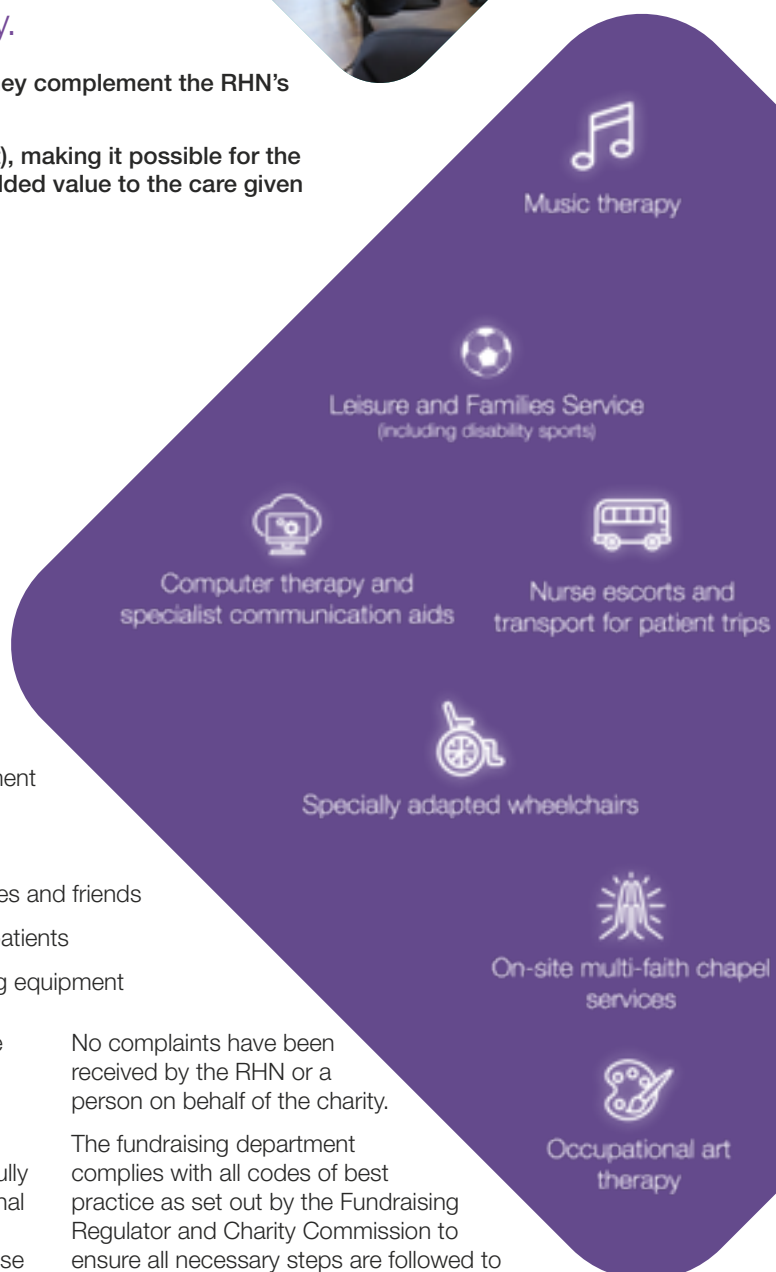 y.
ey complement the RHN’s
), making it possible for the
dded value to the care given
Music therapy
Leisure and Families Service
(including disability sports)
Computer therapy and
specialist communication aids
Nurse escorts and
transport for patient trips
Specially adapted wheelchairs
On-site multi-faith chapel
services
Occupational art
therapy
ment
es and friends
atients
g equipment
e
ully
nal
se
No complaints have been
received by the RHN or a
person on behalf of the charity.
The fundraising department
complies with all codes of best
practice as set out by the Fundraising
Regulator and Charity Commission to
ensure all necessary steps are followed to